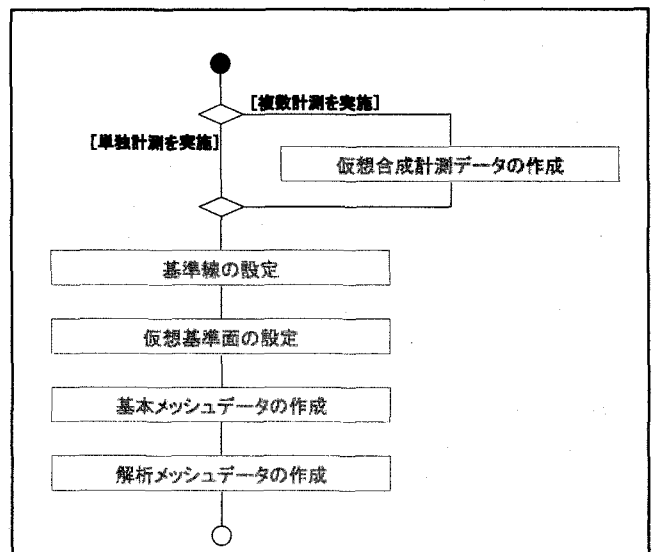 [複数計測を実施]
[単独計測を実施]
仮想合成計測データの作成
基準線の設定
仮想基準面の設定
基本メッシュデータの作成
解析メッシュデータの作成